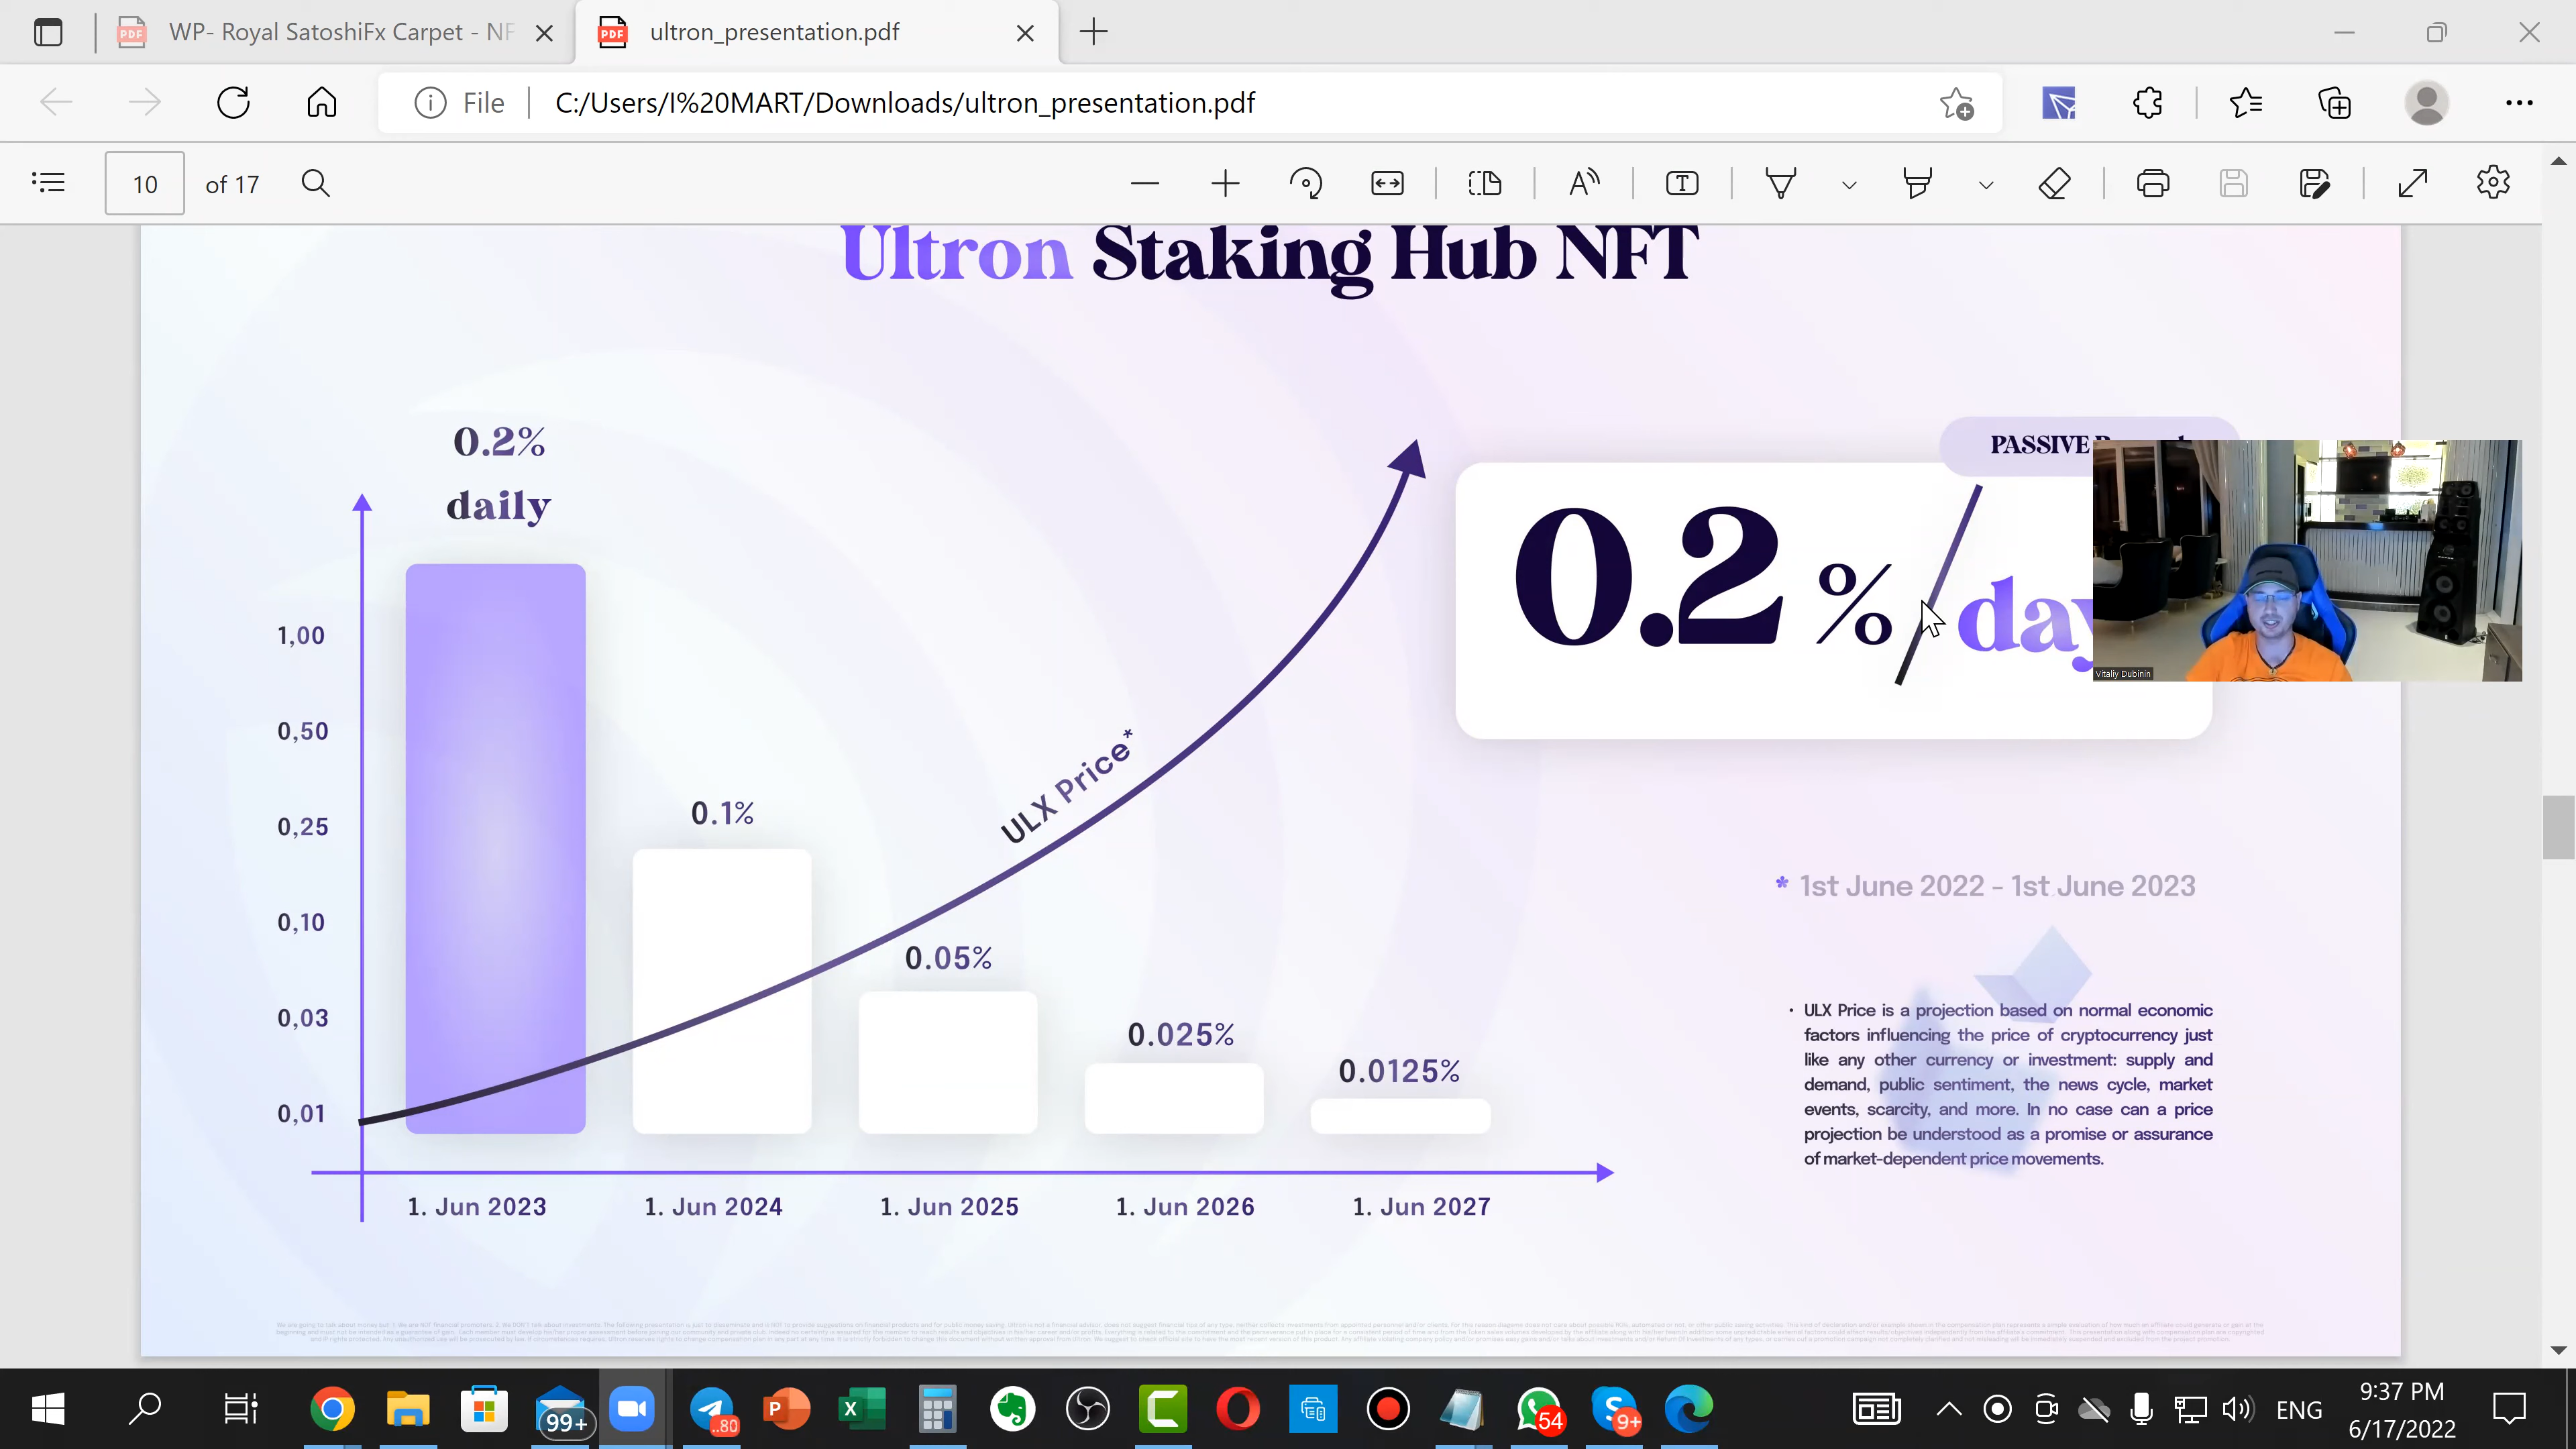 WP- Royal SatoshiFx Carpet - NF
ultron_presentation.pdf
File
C:/Users/I%20MART/Downloads/ultron_presentation.pdf
10 of 17
Ultron Staking Hub NFT
0.2%
daily
PASSIVE
0.2 % / day
Vitaliy Dubinin
1,00
0,50
0,25
0,10
0,03
0,01
0.1%
0.05%
0.025%
0.0125%
ULX Price*
1. Jun 2023
1. Jun 2024
1. Jun 2025
1. Jun 2026
1. Jun 2027
* 1st June 2022 - 1st June 2023
· ULX Price is a projection based on normal economic
factors influencing the price of cryptocurrency just
like any other currency or investment: supply and
demand, public sentiment, the news cycle, market
events, scarcity, and more. In no case can a price
projection be understood as a promise or assurance
of market-dependent price movements.
99+
..80
54
9+
ENG
9:37 PM
6/17/2022